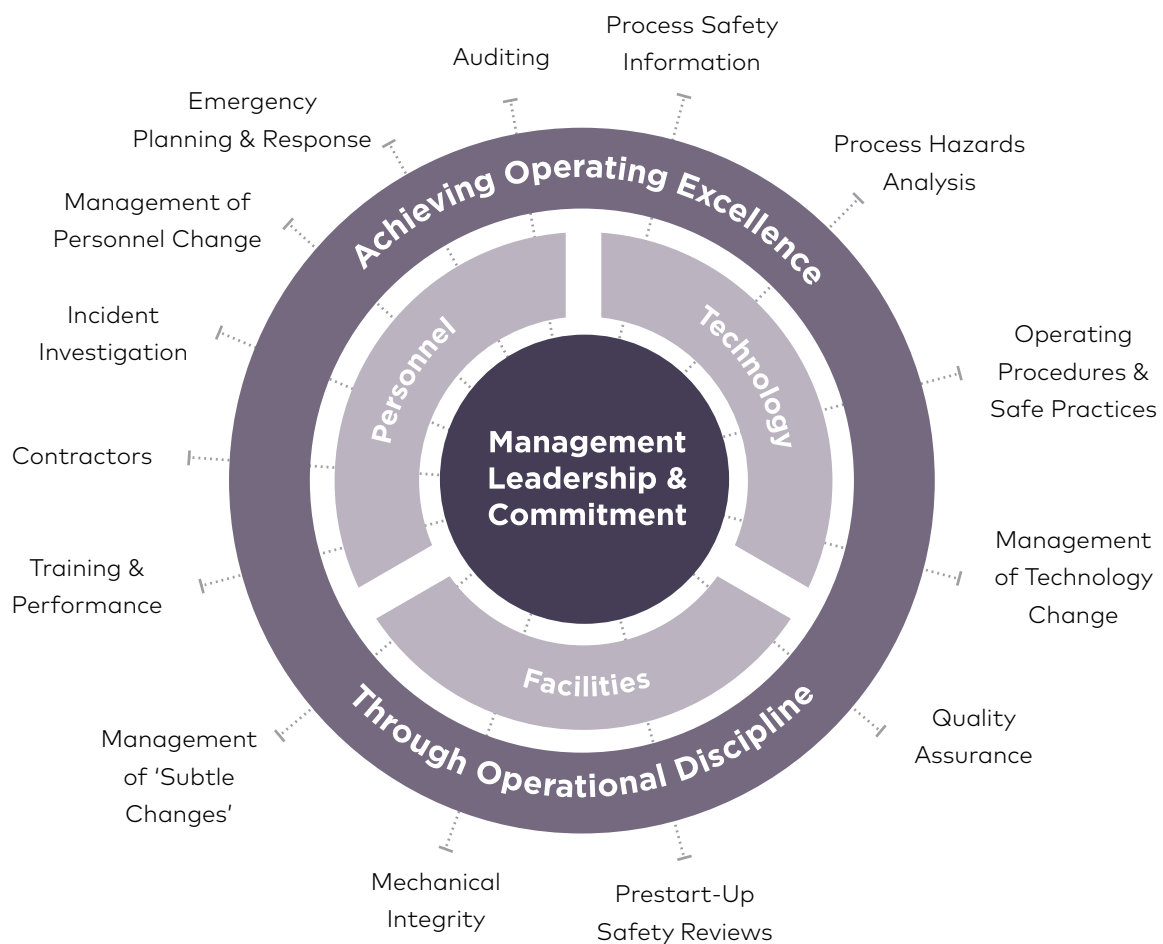 Process Safety
Information
Process Hazards
Analysis
Operating
Procedures &
Safe Practices
Management
of Technology
Change
Quality
Assurance
Prestart-Up
Safety Reviews
Mechanical
Integrity
Management
of ‘Subtle
Changes’
Training &
Performance
Contractors
Incident
Investigation
Management of
Personnel Change
Emergency
Planning & Response
Auditing
Achieving Operating Excellence
Through Operational Discipline
Personnel
Technology
Facilities
Management
Leadership &
Commitment